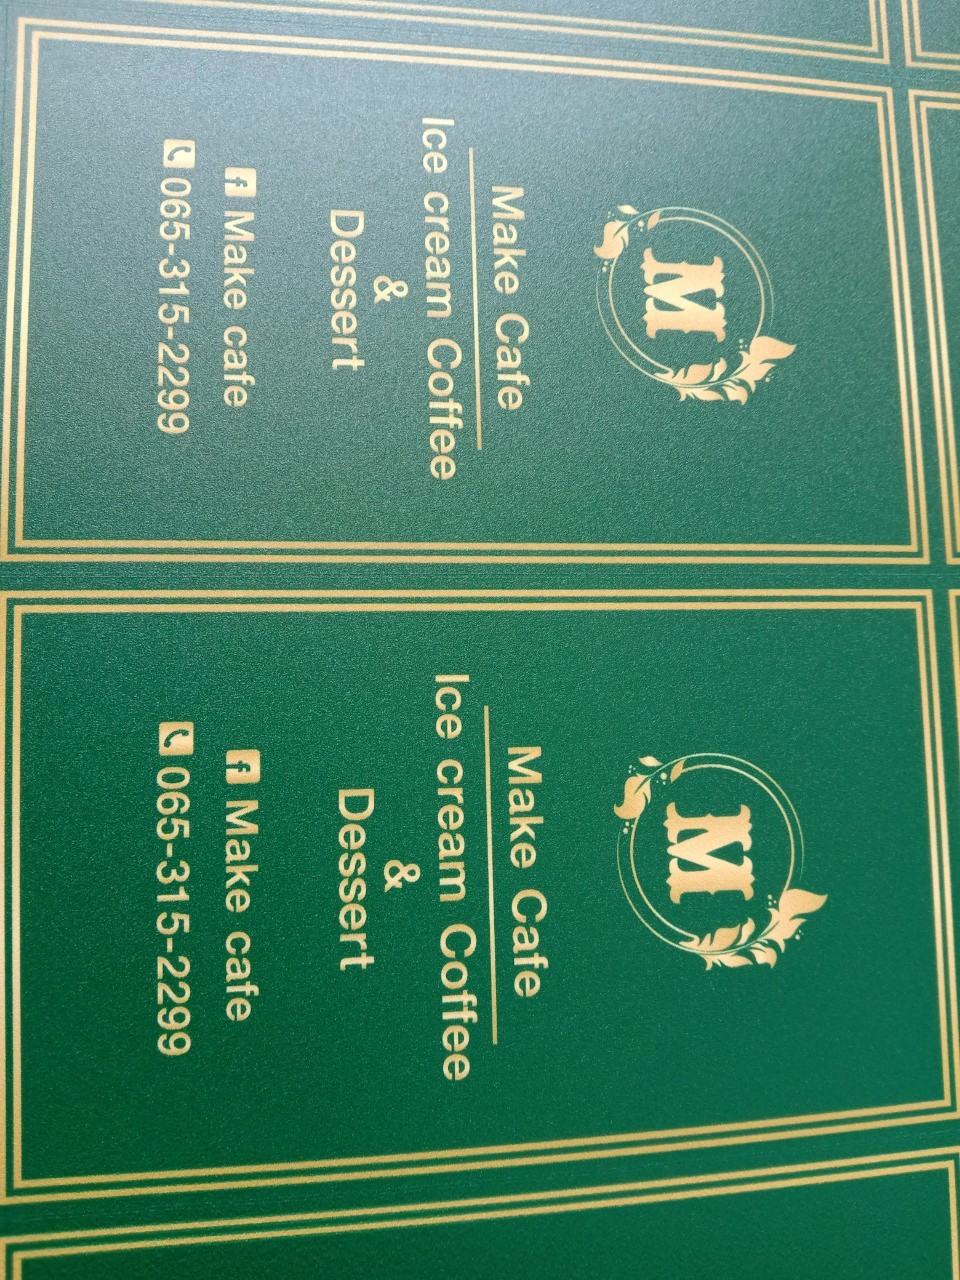 M
Make Cafe
Ice cream Coffee
&
Dessert
Make cafe
065-315-2299
M
Make Cafe
Ice cream Coffee
&
Dessert
Make cafe
065-315-2299